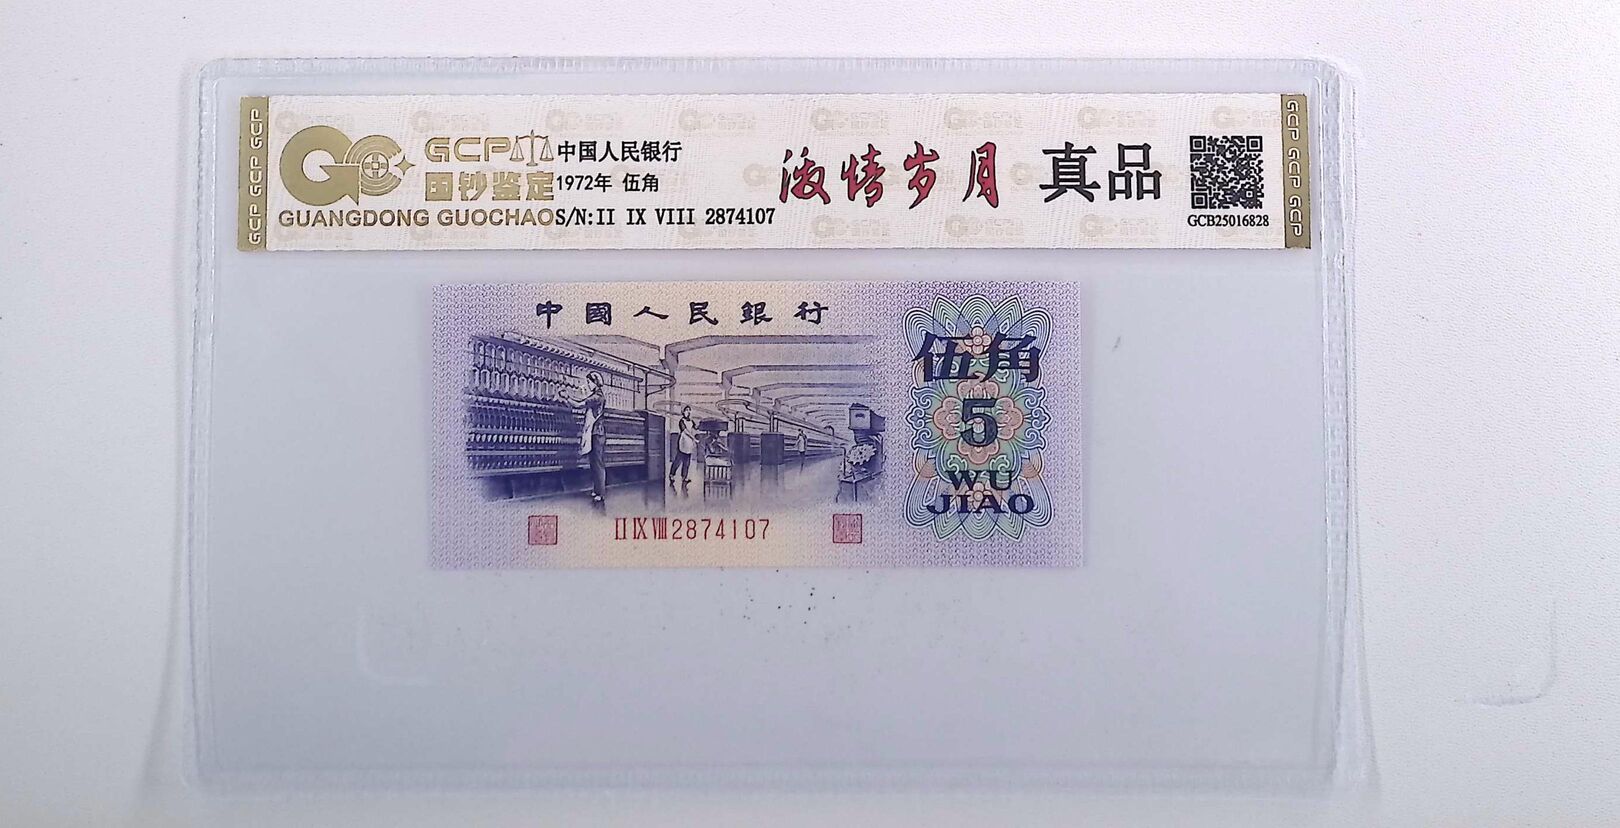 GCP GCP GCP
GCP
国钞鉴定
GUANGDONG GUOCHAO
中国人民银行
1972年 伍角
S/N:II IX VIII 2874107
激情岁月 真品
GCB25016828
GCP GCP GCP
中國人民銀行
伍角
5
WU
JIAO
II IX VIII 2874107